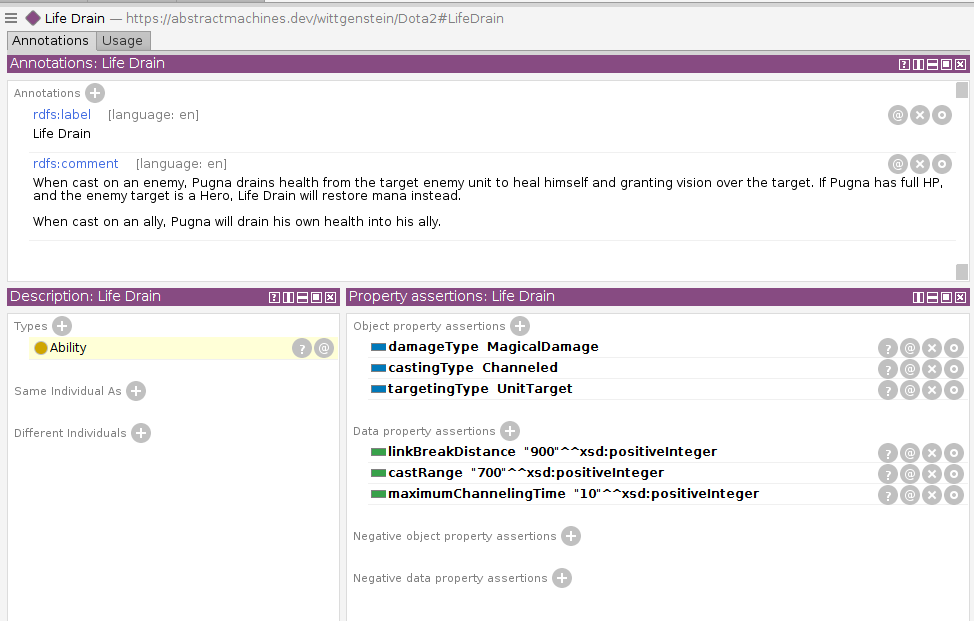 Life Drain — https://abstractmachines.dev/wittgenstein/Dota2#LifeDrain
Annotations Usage
Annotations: Life Drain
Annotations
rdfs:label [language: en]
Life Drain
rdfs:comment [language: en]
When cast on an enemy, Pugna drains health from the target enemy unit to heal himself and granting vision over the target. If Pugna has full HP,
and the enemy target is a Hero, Life Drain will restore mana instead.
When cast on an ally, Pugna will drain his own health into his ally.
Description: Life Drain
Types
Ability
Same Individual As
Different Individuals
Property assertions: Life Drain
Object property assertions
damageType MagicalDamage
castingType Channeled
targetingType UnitTarget
Data property assertions
linkBreakDistance "900"^^xsd:positiveInteger
castRange "700"^^xsd:positiveInteger
maximumChannelingTime "10"^^xsd:positiveInteger
Negative object property assertions
Negative data property assertions